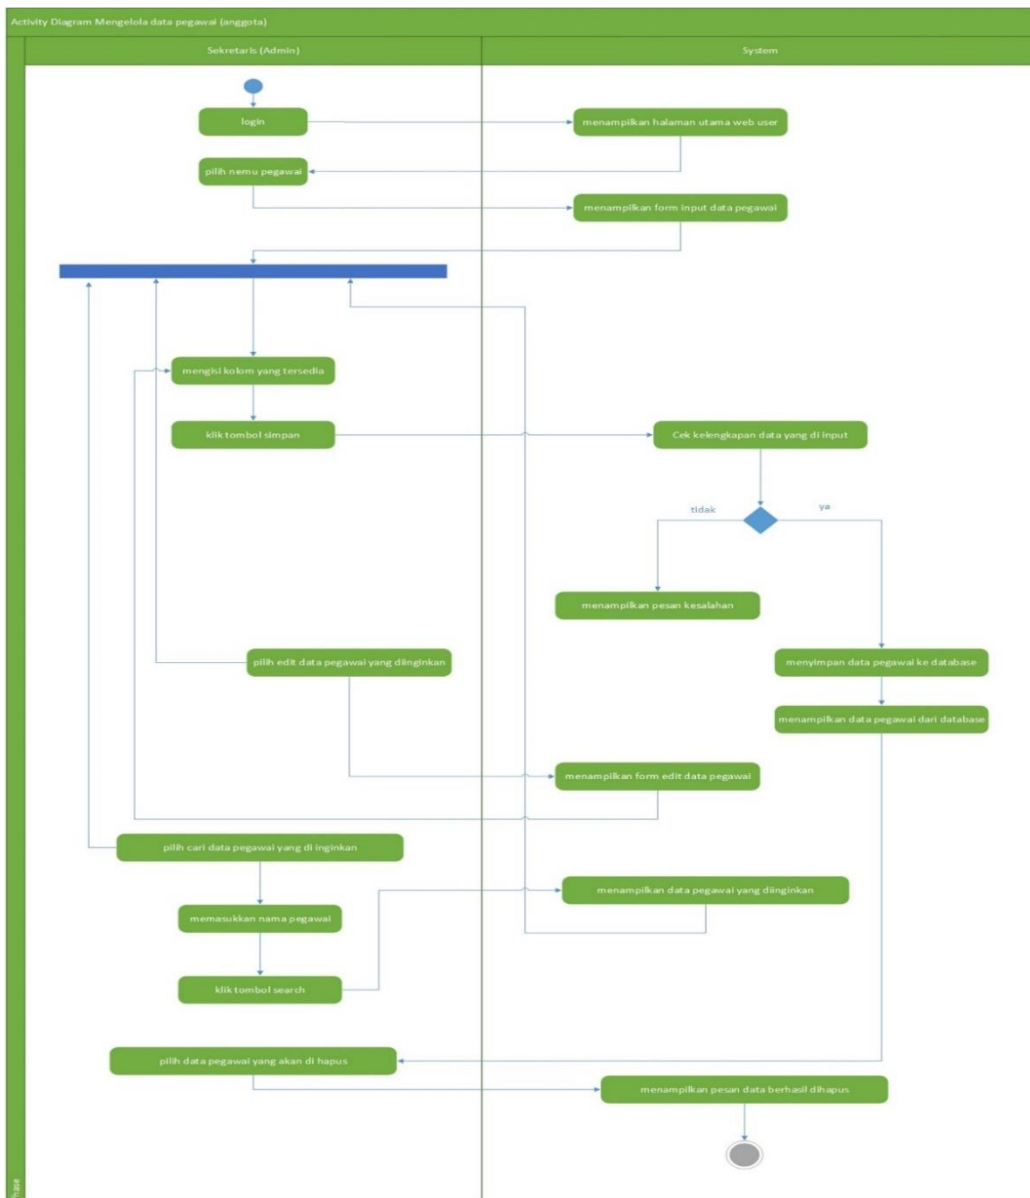 Activity Diagram Mengelola data pegawai (anggota)
Sekretaris (Admin)
System
login
menampilkan halaman utama web user
pilih nemu pegawai
menampilkan form input data pegawai
mengisi kolom yang tersedia
klik tombol simpan
Cek kelengkapan data yang di input
tidak
ya
menampilkan pesan kesalahan
pilih edit data pegawai yang diinginkan
menyimpan data pegawai ke database
menampilkan data pegawai dari database
menampilkan form edit data pegawai
pilih cari data pegawai yang di inginkan
menampilkan data pegawai yang diinginkan
memasukkan nama pegawai
klik tombol search
pilih data pegawai yang akan di hapus
menampilkan pesan data berhasil dihapus